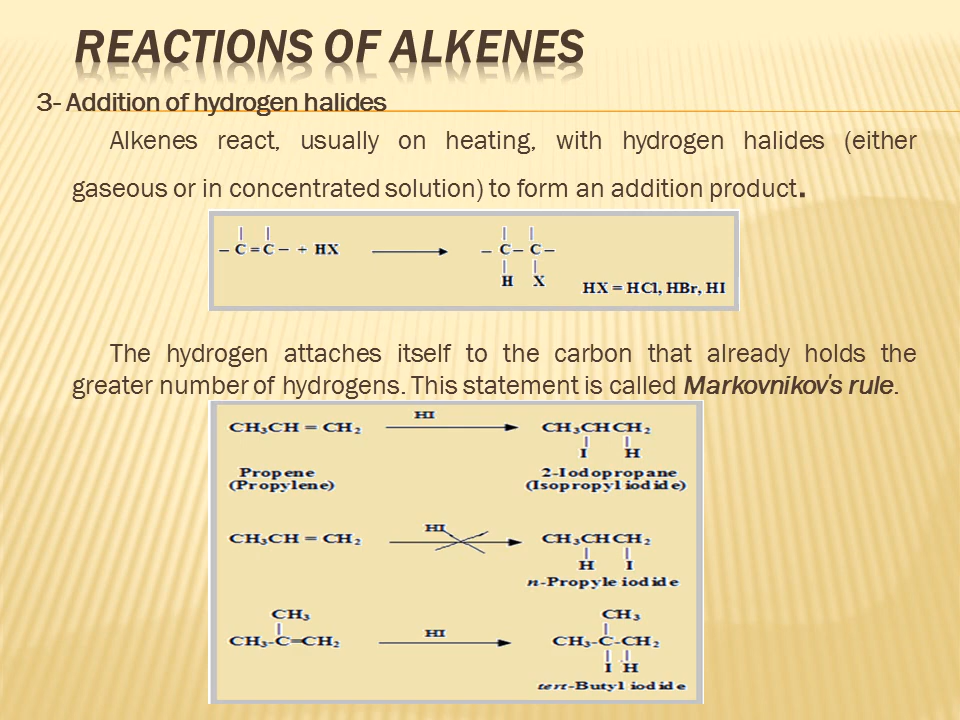 REACTIONS OF ALKENES
3- Addition of hydrogen halides
Alkenes react, usually on heating, with hydrogen halides (either
gaseous or in concentrated solution) to form an addition product.
– C = C – + HX – C – C –
H X HX = HCl, HBr, HI
The hydrogen attaches itself to the carbon that already holds the
greater number of hydrogens. This statement is called Markovnikov's rule.
HI
CH₃CH = CH₂ CH₃CHCH₂
I H
Propene 2-Iodopropane
(Propylene) (Isopropyl iodide)
HI
CH₃CH = CH₂ CH₃CHCH₂
H I
n-Propyle iodide
CH₃ CH₃
HI
CH₃-C=CH₂ CH₃-C-CH₂
I H
tert-Butyl iodide